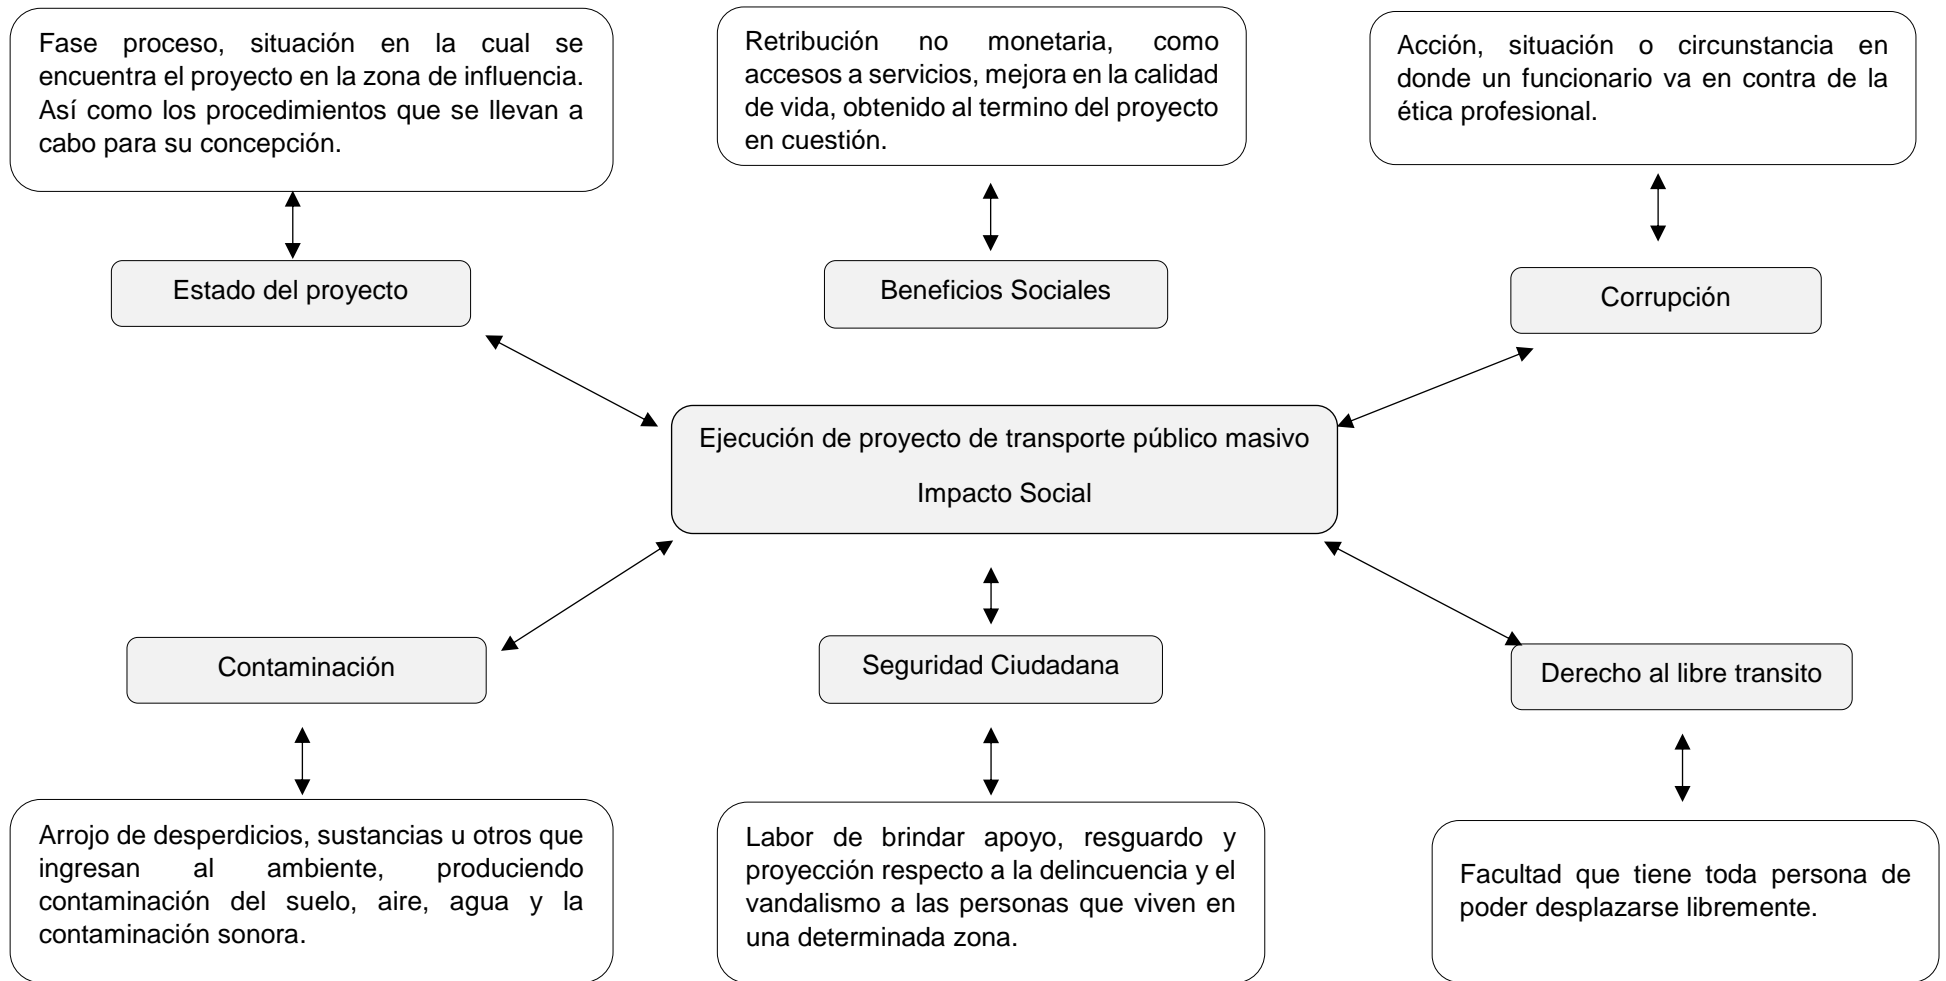 Fase proceso, situación en la cual se
encuentra el proyecto en la zona de influencia.
Así como los procedimientos que se llevan a
cabo para su concepción.
Retribución no monetaria, como
accesos a servicios, mejora en la calidad
de vida, obtenido al termino del proyecto
en cuestión.
Acción, situación o circunstancia en
donde un funcionario va en contra de la
ética profesional.
Estado del proyecto
Beneficios Sociales
Corrupción
Ejecución de proyecto de transporte público masivo
Impacto Social
Contaminación
Seguridad Ciudadana
Derecho al libre transito
Arrojo de desperdicios, sustancias u otros que
ingresan al ambiente, produciendo
contaminación del suelo, aire, agua y la
contaminación sonora.
Labor de brindar apoyo, resguardo y
proyección respecto a la delincuencia y el
vandalismo a las personas que viven en
una determinada zona.
Facultad que tiene toda persona de
poder desplazarse libremente.